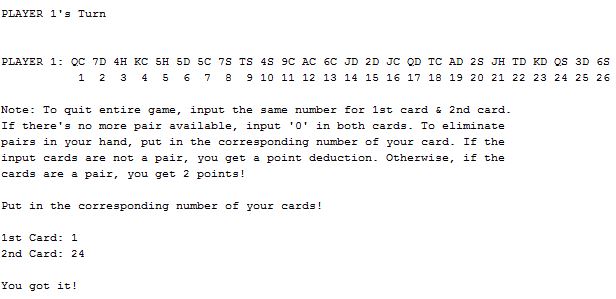 PLAYER 1's Turn
PLAYER 1: QC 7D 4H KC 5H 5D 5C 7S TS 4S 9C AC 6C JD 2D JC QD TC AD 2S JH TD KD QS 3D 6S
1 2 3 4 5 6 7 8 9 10 11 12 13 14 15 16 17 18 19 20 21 22 23 24 25 26
Note: To quit entire game, input the same number for 1st card & 2nd card.
If there's no more pair available, input '0' in both cards. To eliminate
pairs in your hand, put in the corresponding number of your card. If the
input cards are not a pair, you get a point deduction. Otherwise, if the
cards are a pair, you get 2 points!
Put in the corresponding number of your cards!
1st Card: 1
2nd Card: 24
You got it!